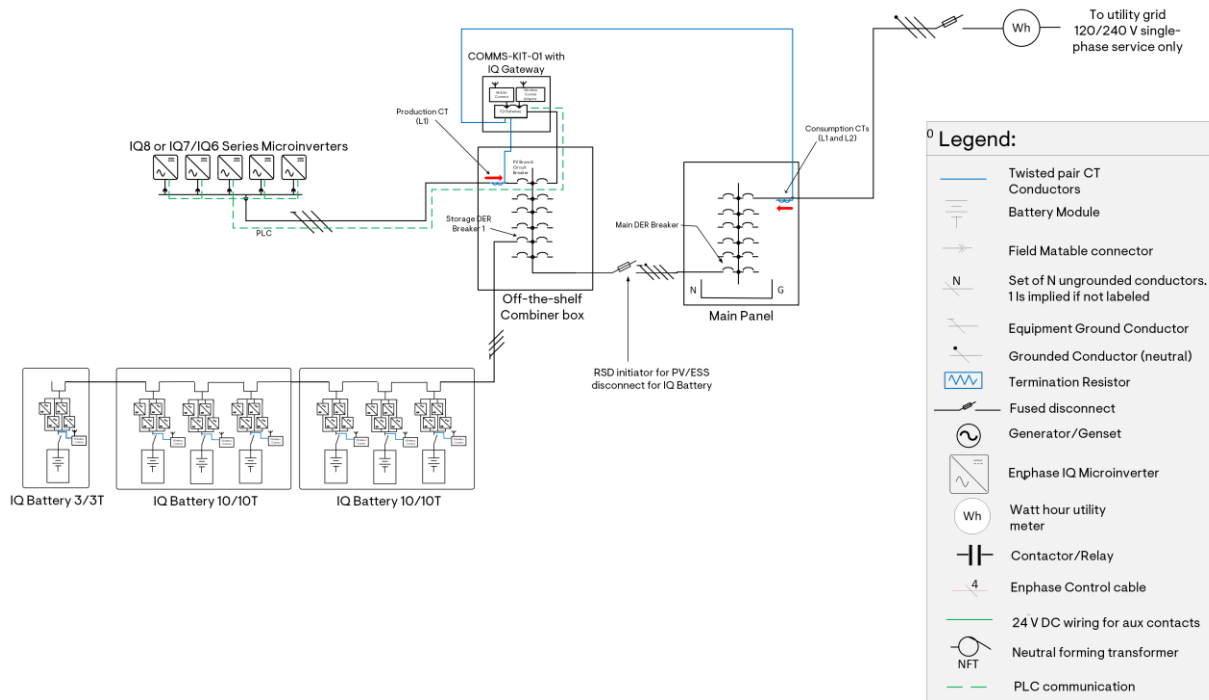 To utility grid
120/240 V single-
phase service only
Wh
COMMS-KIT-01 with
IQ Gateway
IQ Gateway
Production CT
(L1)
Consumption CTs
(L1 and L2)
IQ8 or IQ7/IQ6 Series Microinverters
PV Branch
Circuit
Breaker
PLC
Storage DER
Breaker 1
Main DER Breaker
N
G
Off-the-shelf
Combiner box
Main Panel
RSD initiator for PV/ESS
disconnect for IQ Battery
IQ Battery 3/3T
IQ Battery 10/10T
IQ Battery 10/10T
0 Legend:
Twisted pair CT
Conductors
Battery Module
Field Matable connector
N
Set of N ungrounded conductors.
1 Is implied if not labeled
Equipment Ground Conductor
Grounded Conductor (neutral)
Termination Resistor
Fused disconnect
Generator/Genset
Enphase IQ Microinverter
Wh
Watt hour utility
meter
Contactor/Relay
4
Enphase Control cable
24 V DC wiring for aux contacts
NFT
Neutral forming transformer
PLC communication